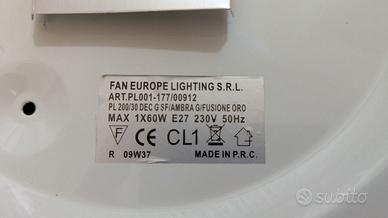 FAN EUROPE LIGHTING S.R.L.
ART.PL001-177/00912
PL 200/30 DEC G SF/AMBRA G/FUSIONE ORO
MAX 1X60W E27 230V 50Hz
F CE CL1
R 09W37 MADE IN P.R.C.
subito